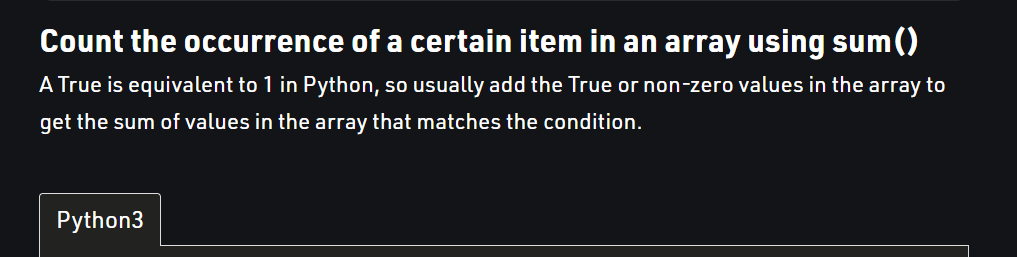 Count the occurrence of a certain item in an array using sum()
A True is equivalent to 1 in Python, so usually add the True or non-zero values in the array to
get the sum of values in the array that matches the condition.
Python3